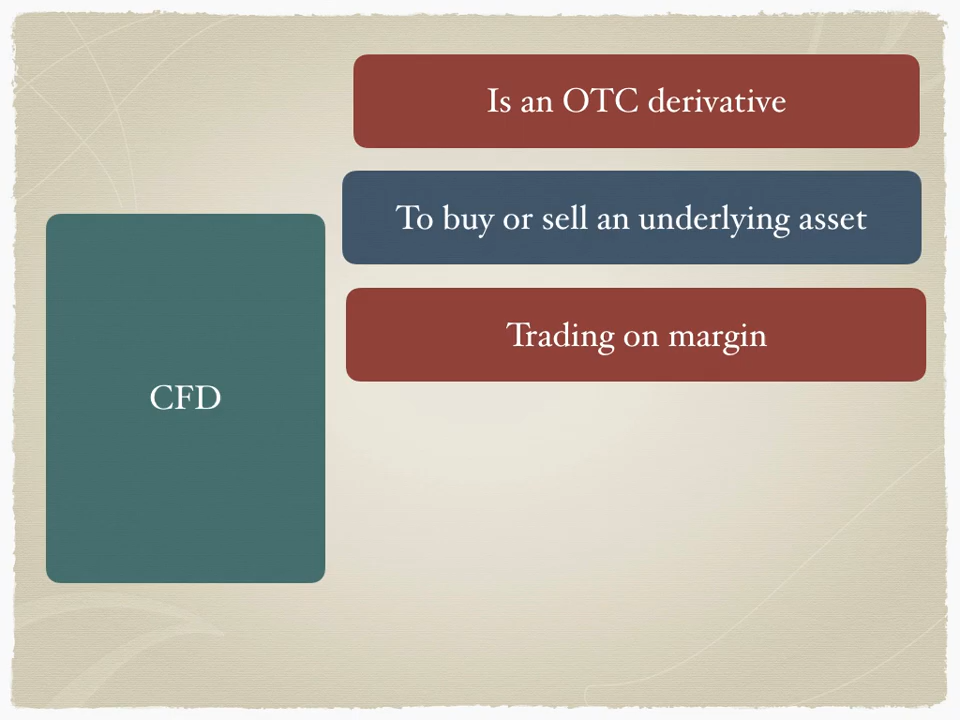 Is an OTC derivative
To buy or sell an underlying asset
Trading on margin
CFD